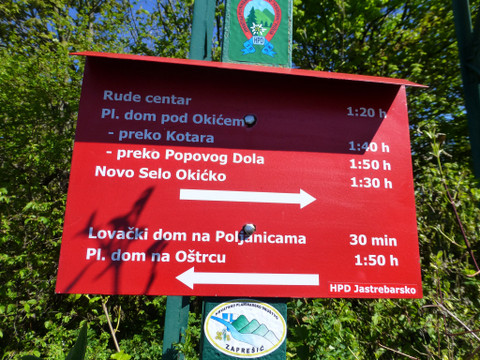 HPD
Rude centar 1:20 h
Pl. dom pod Okićem
- preko Kotara 1:40 h
- preko Popovog Dola 1:50 h
Novo Selo Okićko 1:30 h
Lovački dom na Poljanicama 30 min
Pl. dom na Oštrcu 1:50 h
HPD Jastrebarsko
ZAPREŠIĆ